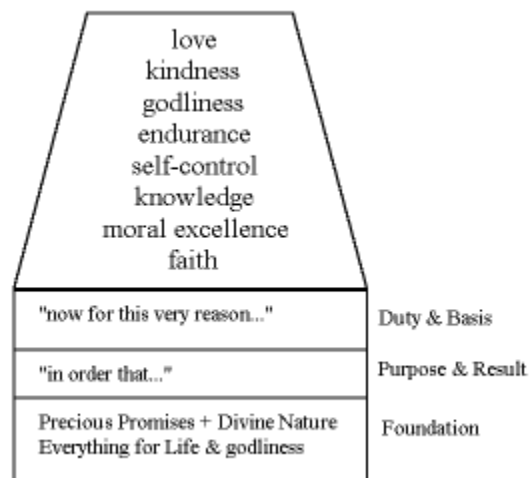 love
kindness
godliness
endurance
self-control
knowledge
moral excellence
faith
"now for this very reason..."
Duty & Basis
"in order that..."
Purpose & Result
Precious Promises + Divine Nature
Everything for Life & godliness
Foundation